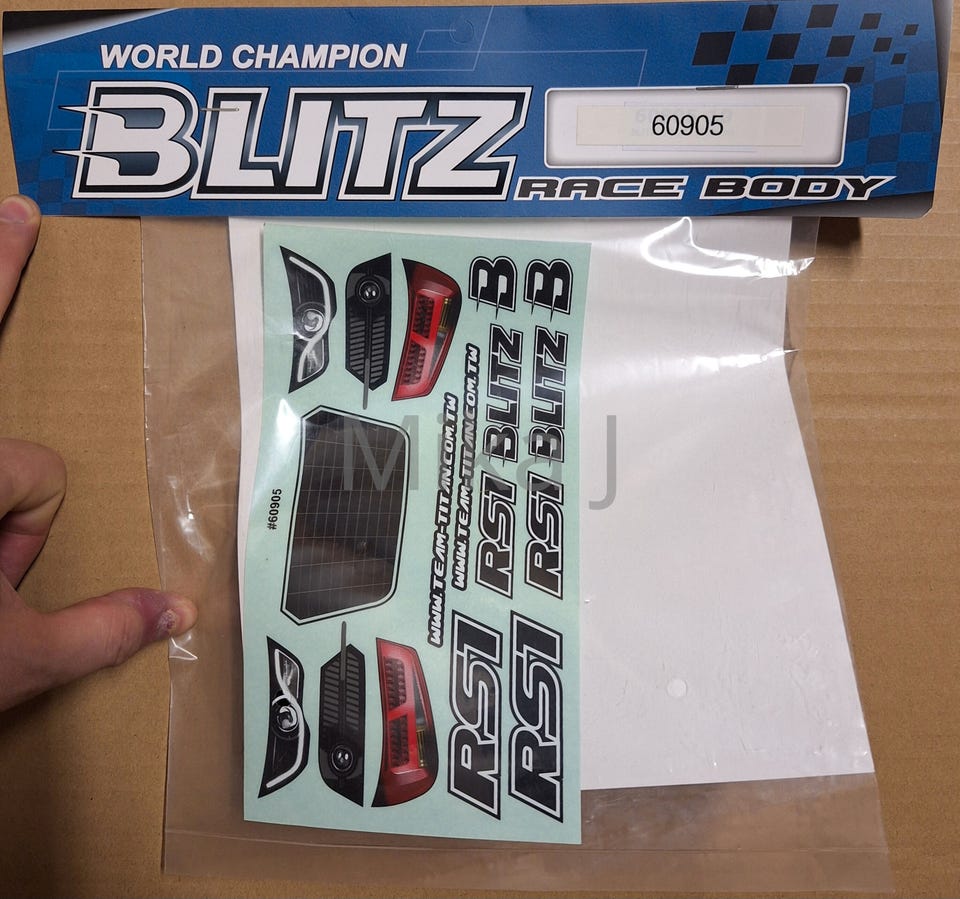 WORLD CHAMPION
BLITZ
60905
RACE BODY
#60905
WWW.TEAM-TITAN.COM.TW
WWW.TEAM-TITAN.COM.TW
RS1 BLITZ B
RS1 BLITZ B
RS1
RS1
Mika J